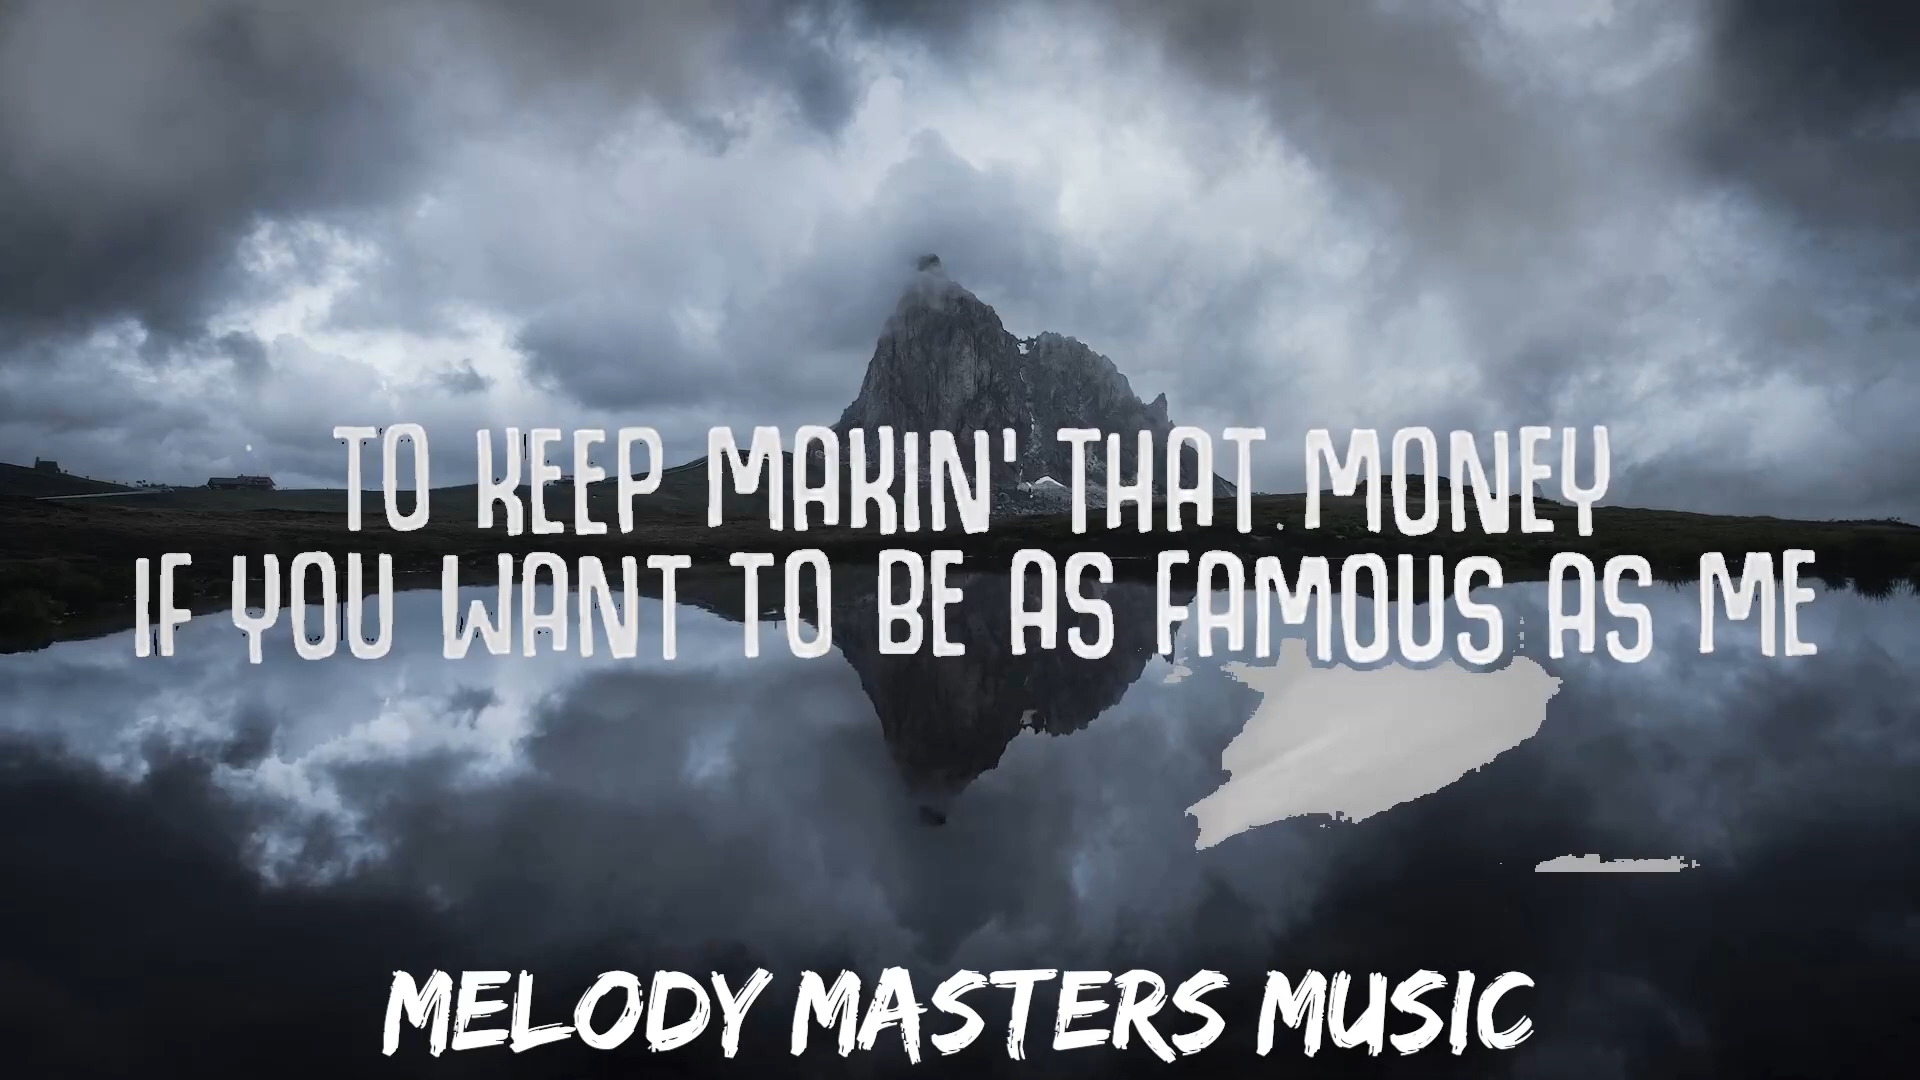 TO KEEP MAKIN' THAT MONEY
IF YOU WANT TO BE AS FAMOUS AS ME
MELODY MASTERS MUSIC